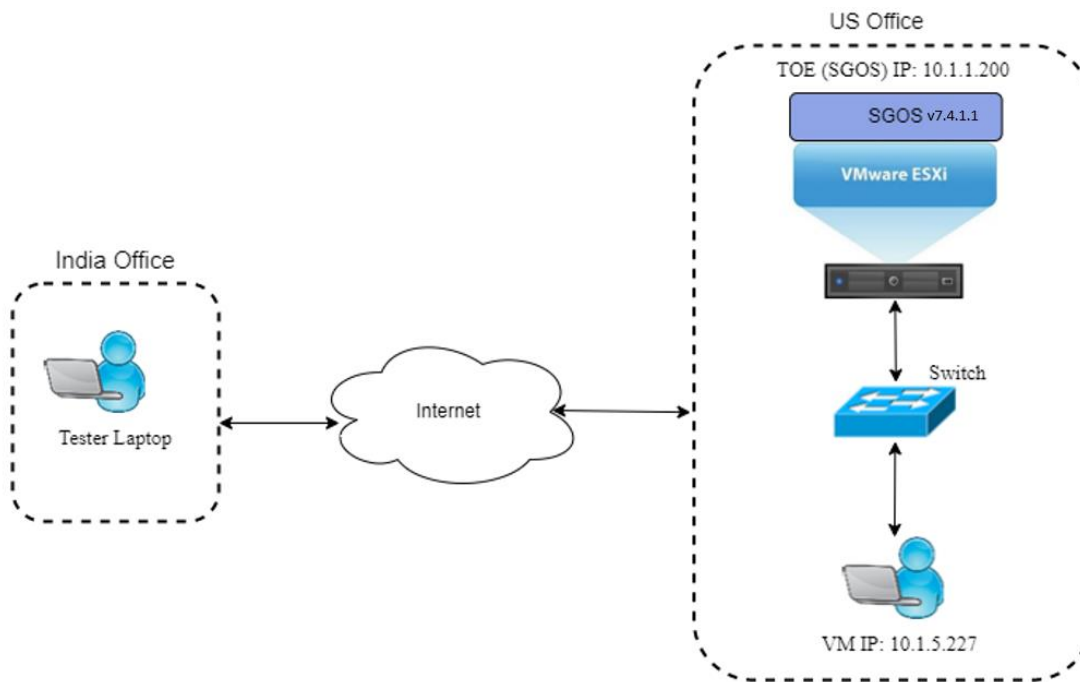 US Office
TOE (SGOS) IP: 10.1.1.200
SGOS v7.4.1.1
VMware ESXi
India Office
Switch
Internet
Tester Laptop
VM IP: 10.1.5.227